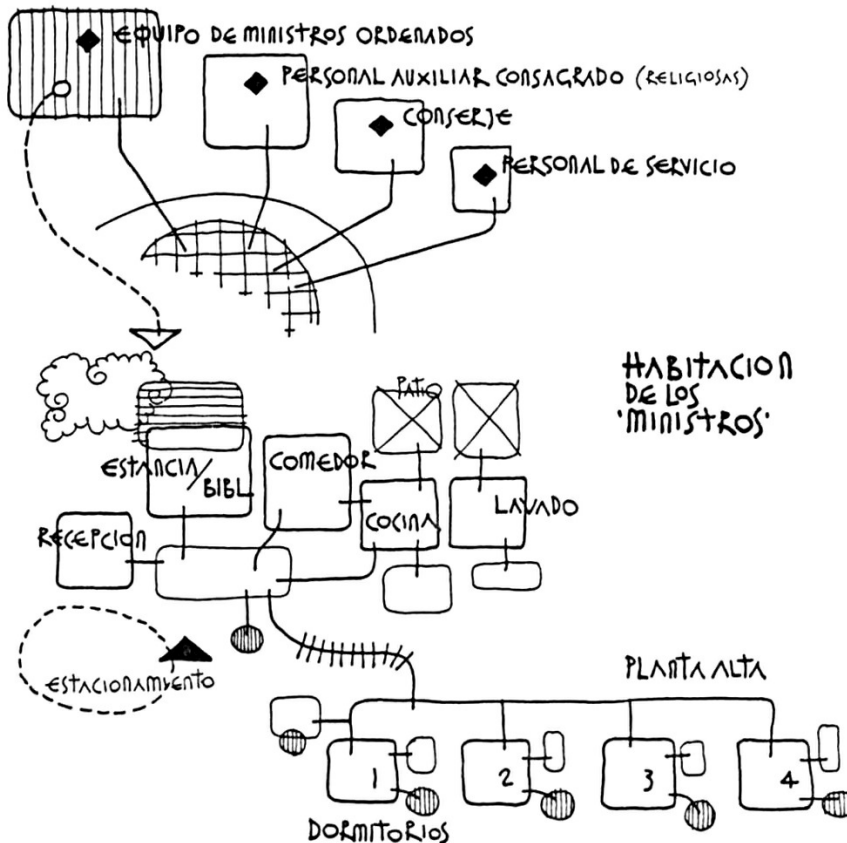 EQUIPO DE MINISTROS ORDENADOS
PERSONAL AUXILIAR CONSAGRADO (RELIGIOSAS)
CONSERJE
PERSONAL DE SERVICIO
HABITACION
DE LOS
'MINISTROS'
PATIO
ESTANCIA/
BIBL
COMEDOR
COCINA
LAVADO
RECEPCION
ESTACIONAMIENTO
PLANTA ALTA
1 2 3 4
DORMITORIOS